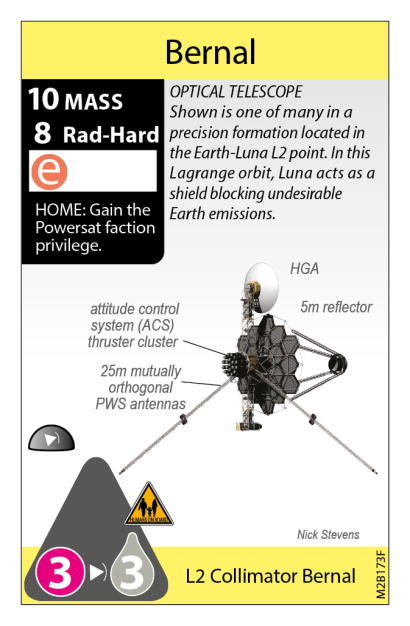 Bernal
10 MASS
8 Rad-Hard
e
HOME: Gain the
Powersat faction
privilege.
OPTICAL TELESCOPE
Shown is one of many in a
precision formation located in
the Earth-Luna L2 point. In this
Lagrange orbit, Luna acts as a
shield blocking undesirable
Earth emissions.
HGA
5m reflector
attitude control
system (ACS)
thruster cluster
25m mutually
orthogonal
PWS antennas
HUMANS ON BOARD
Nick Stevens
3
3
L2 Collimator Bernal
M2B173F